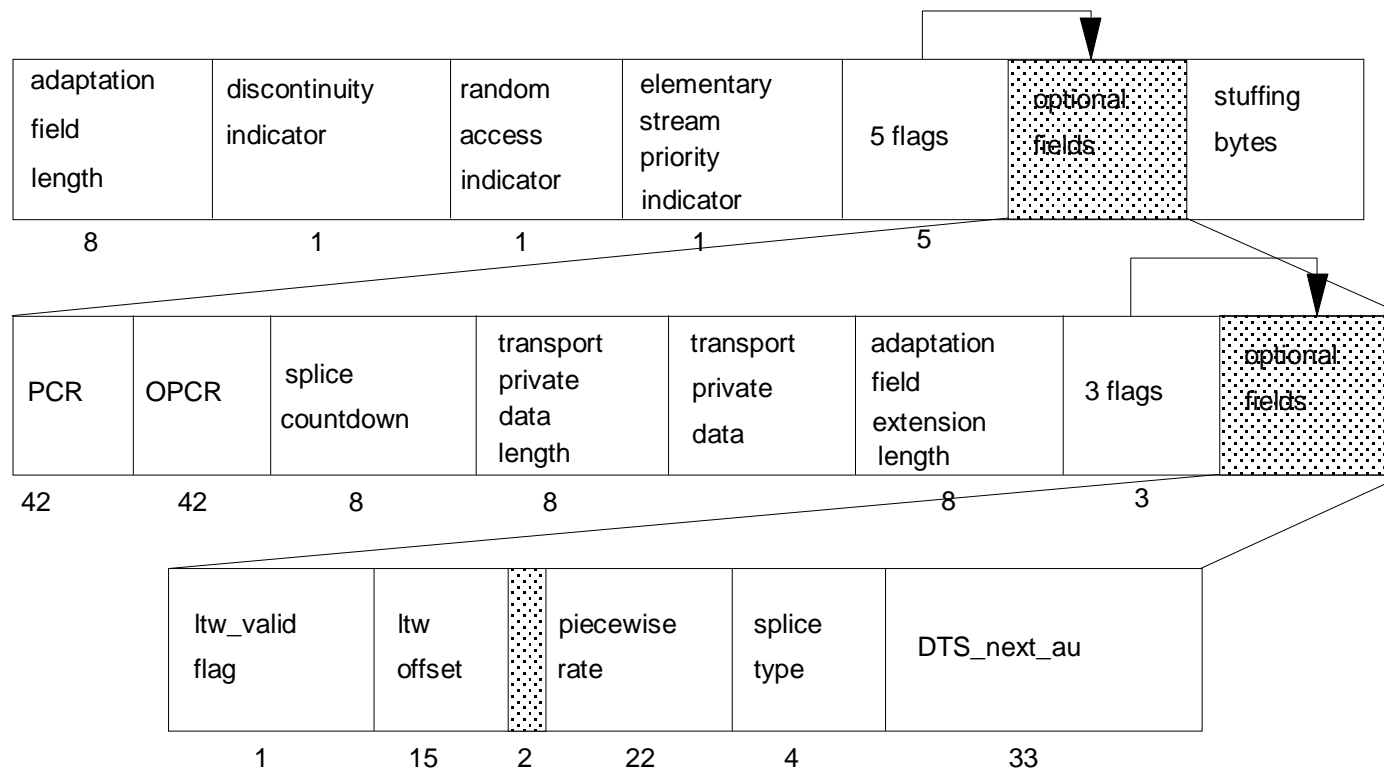 adaptation
field
length
discontinuity
indicator
random
access
indicator
elementary
stream
priority
indicator
5 flags
optional
fields
stuffing
bytes
8
1
1
1
5
PCR
OPCR
splice
countdown
transport
private
data
length
transport
private
data
adaptation
field
extension
length
3 flags
optional
fields
42
42
8
8
8
3
ltw_valid
flag
ltw
offset
piecewise
rate
splice
type
DTS_next_au
1
15
2
22
4
33